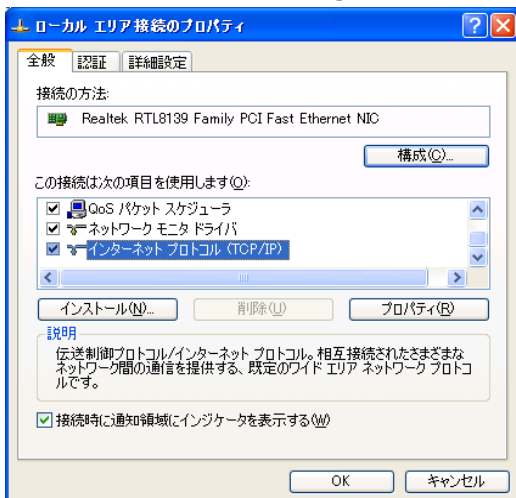 ローカル エリア接続のプロパティ
全般 認証 詳細設定
接続の方法:
Realtek RTL8139 Family PCI Fast Ethernet NIC
構成(C)...
この接続は次の項目を使用します(O):
QoS パケット スケジューラ
ネットワーク モニタ ドライバ
インターネット プロトコル (TCP/IP)
インストール(N)... 削除(U) プロパティ(R)
説明
伝送制御プロトコル/インターネット プロトコル。相互接続されたさまざまな
ネットワーク間の通信を提供する、既定のワイド エリア ネットワーク プロトコ
ルです。
接続時に通知領域にインジケータを表示する(W)
OK キャンセル